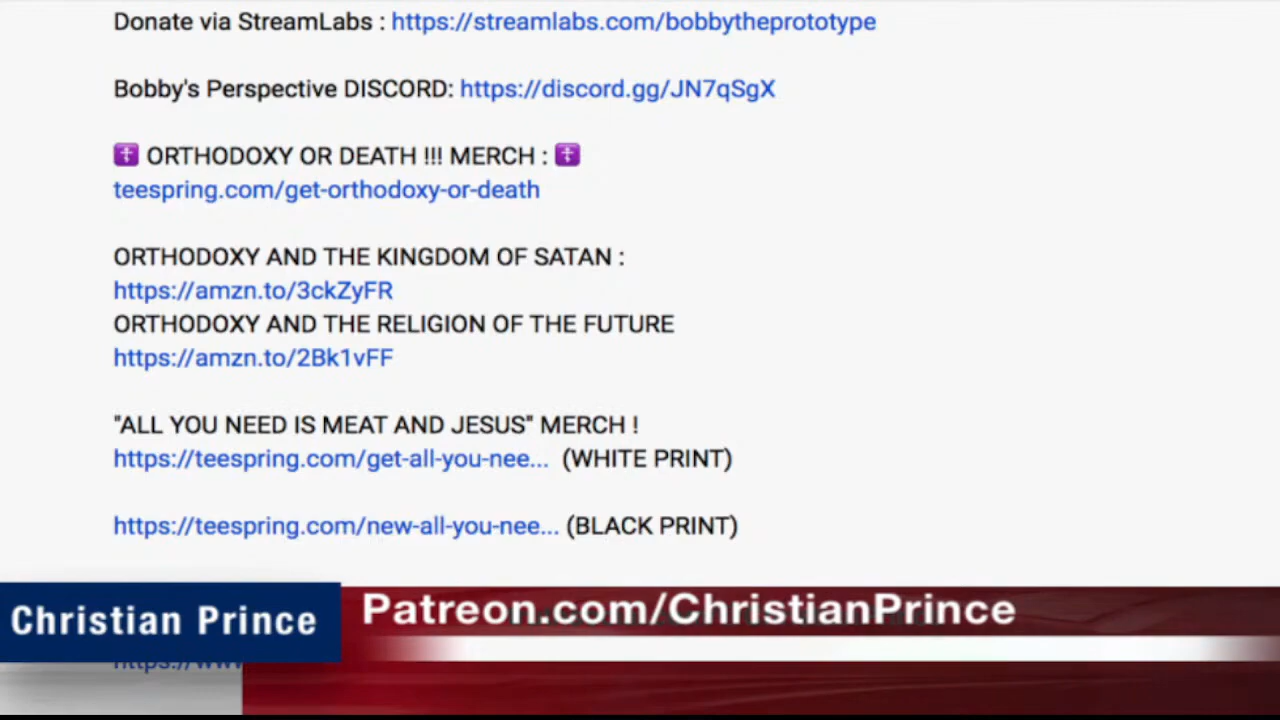 Donate via StreamLabs : https://streamlabs.com/bobbytheprototype
Bobby's Perspective DISCORD: https://discord.gg/JN7qSgX
☦️ ORTHODOXY OR DEATH !!! MERCH : ☦️
teespring.com/get-orthodoxy-or-death
ORTHODOXY AND THE KINGDOM OF SATAN :
https://amzn.to/3ckZyFR
ORTHODOXY AND THE RELIGION OF THE FUTURE
https://amzn.to/2Bk1vFF
"ALL YOU NEED IS MEAT AND JESUS" MERCH !
https://teespring.com/get-all-you-nee... (WHITE PRINT)
https://teespring.com/new-all-you-nee... (BLACK PRINT)
Christian Prince
Patreon.com/ChristianPrince